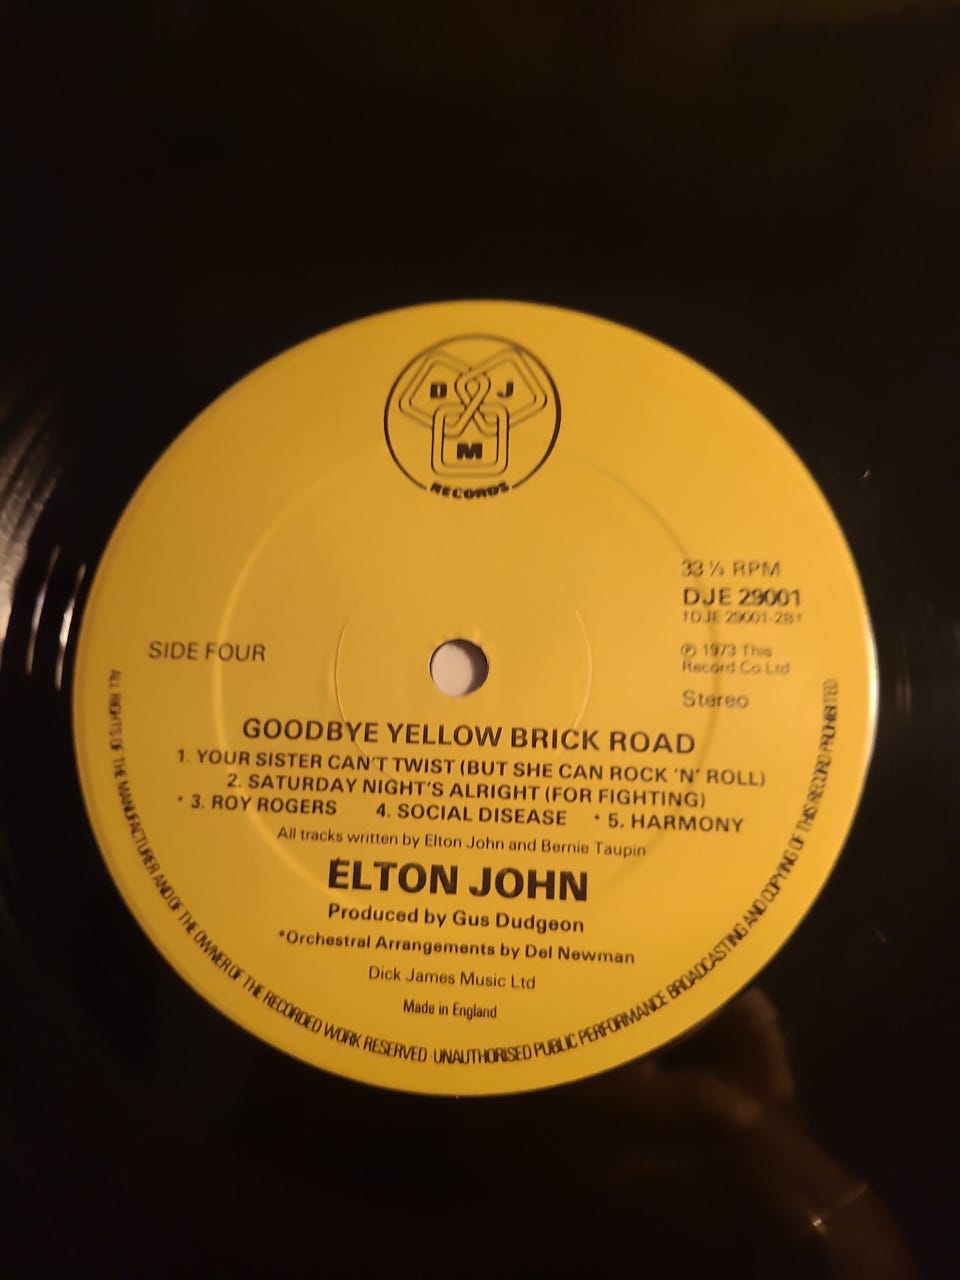 D J
M
RECORDS
33⅓ RPM
DJE 29001
(DJE 29001-2B)
SIDE FOUR
℗ 1973 This
Record Co Ltd
Stereo
GOODBYE YELLOW BRICK ROAD
1. YOUR SISTER CAN'T TWIST (BUT SHE CAN ROCK 'N' ROLL)
2. SATURDAY NIGHT'S ALRIGHT (FOR FIGHTING)
* 3. ROY ROGERS 4. SOCIAL DISEASE * 5. HARMONY
All tracks written by Elton John and Bernie Taupin
ELTON JOHN
Produced by Gus Dudgeon
*Orchestral Arrangements by Del Newman
Dick James Music Ltd
Made in England
ALL RIGHTS OF THE MANUFACTURER AND OF THE OWNER OF THE RECORDED WORK RESERVED · UNAUTHORISED PUBLIC PERFORMANCE BROADCASTING AND COPYING OF THIS RECORD PROHIBITED